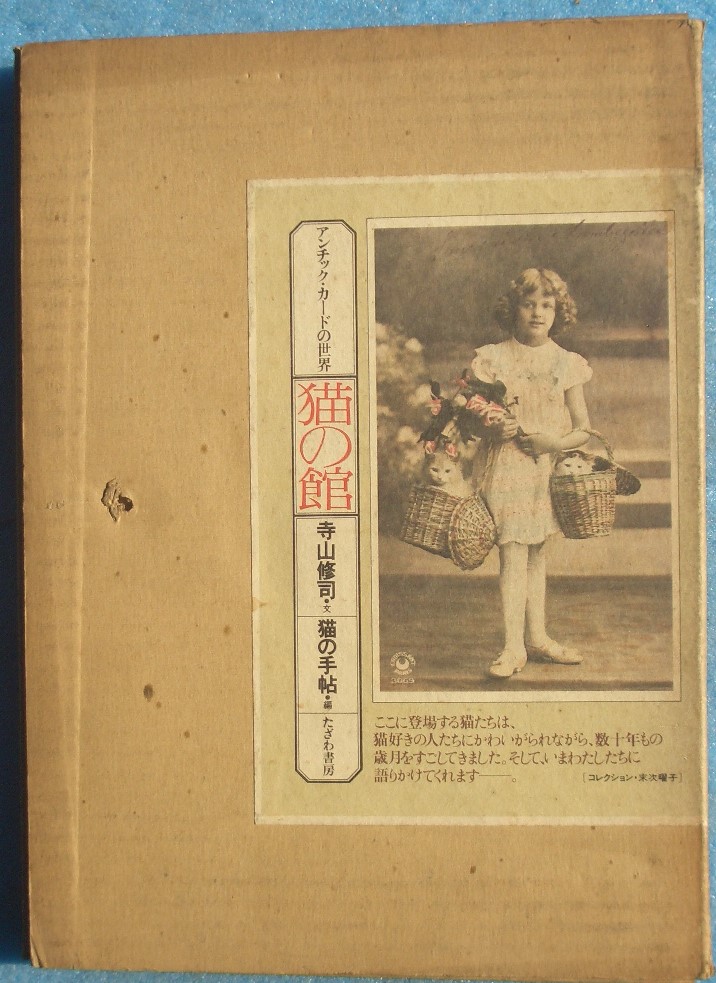 アンチック・カードの世界
猫の館
寺山修司・文
猫の手帖・編
たざわ書房
ここに登場する猫たちは、
猫好きの人たちにかわいがられながら、数十年もの
歳月をすごしてきました。そして、いまわたしたちに
語りかけてくれます――。
［コレクション・末次曜子］